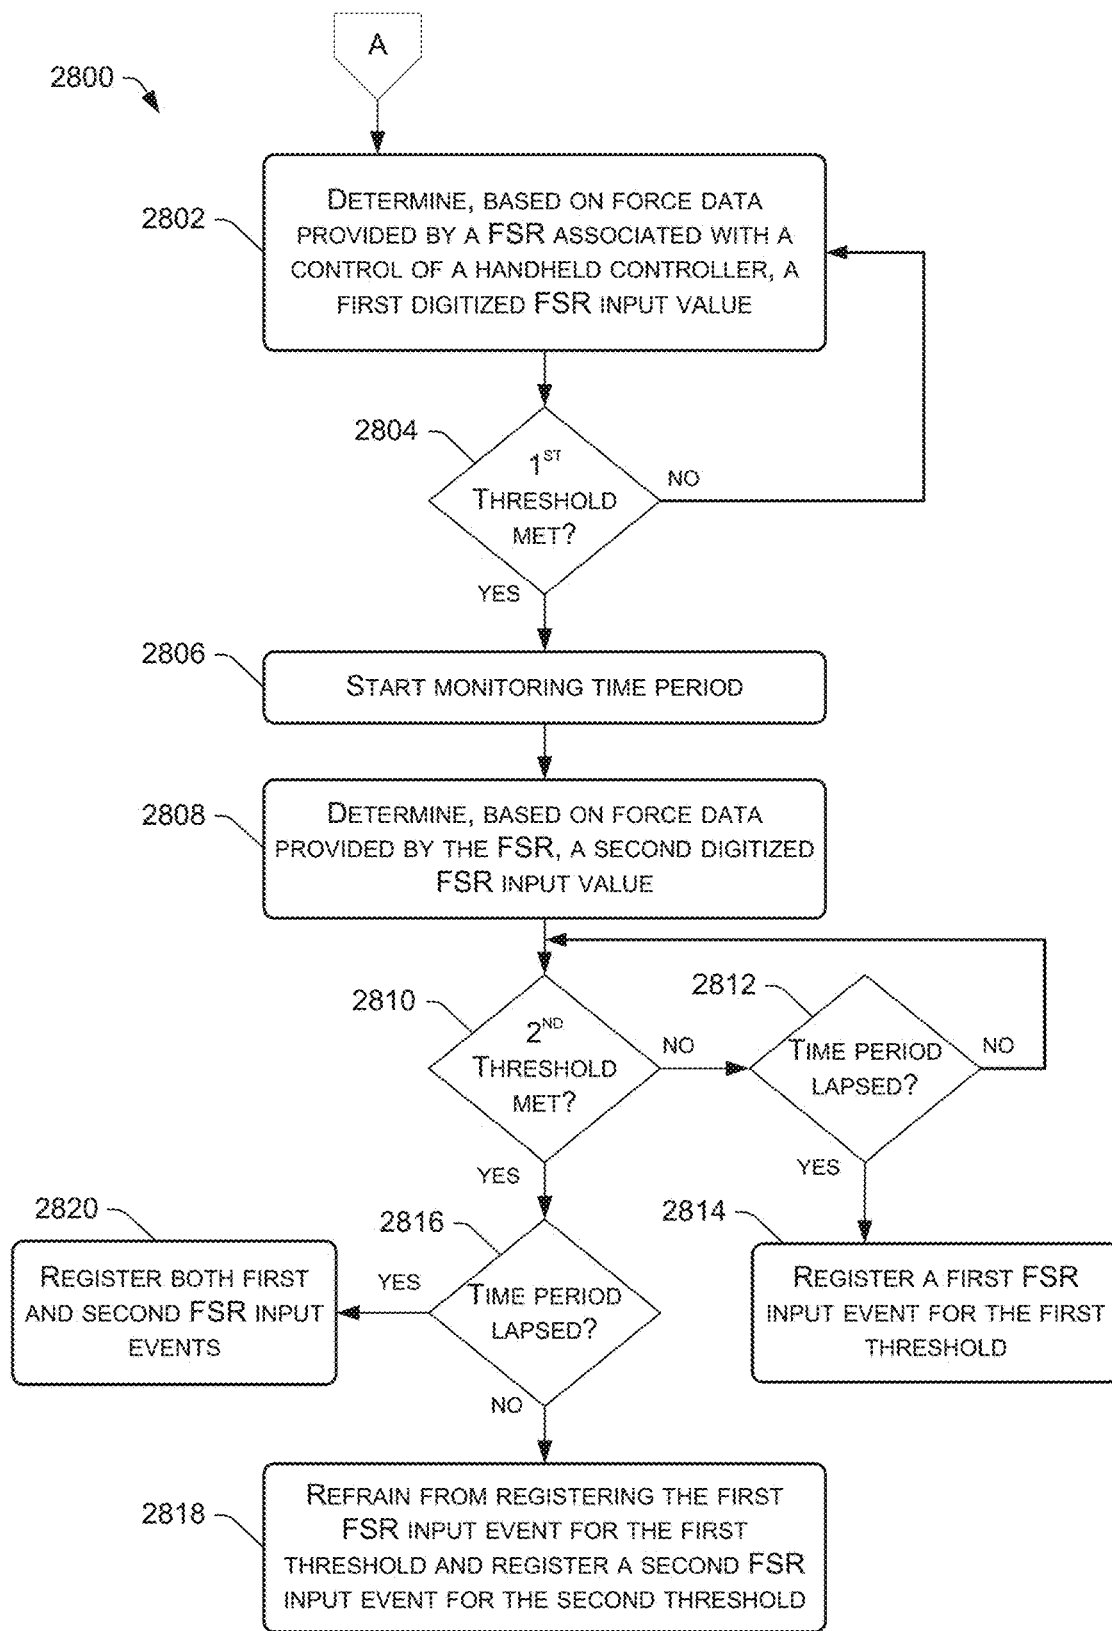 A
2800
2802
DETERMINE, BASED ON FORCE DATA
PROVIDED BY A FSR ASSOCIATED WITH A
CONTROL OF A HANDHELD CONTROLLER, A
FIRST DIGITIZED FSR INPUT VALUE
2804
1ST
THRESHOLD
MET?
NO
YES
2806
START MONITORING TIME PERIOD
2808
DETERMINE, BASED ON FORCE DATA
PROVIDED BY THE FSR, A SECOND DIGITIZED
FSR INPUT VALUE
2810
2ND
THRESHOLD
MET?
NO
YES
2812
TIME PERIOD
LAPSED?
NO
YES
2814
REGISTER A FIRST FSR
INPUT EVENT FOR THE FIRST
THRESHOLD
2816
TIME PERIOD
LAPSED?
YES
NO
2820
REGISTER BOTH FIRST
AND SECOND FSR INPUT
EVENTS
2818
REFRAIN FROM REGISTERING THE FIRST
FSR INPUT EVENT FOR THE FIRST
THRESHOLD AND REGISTER A SECOND FSR
INPUT EVENT FOR THE SECOND THRESHOLD